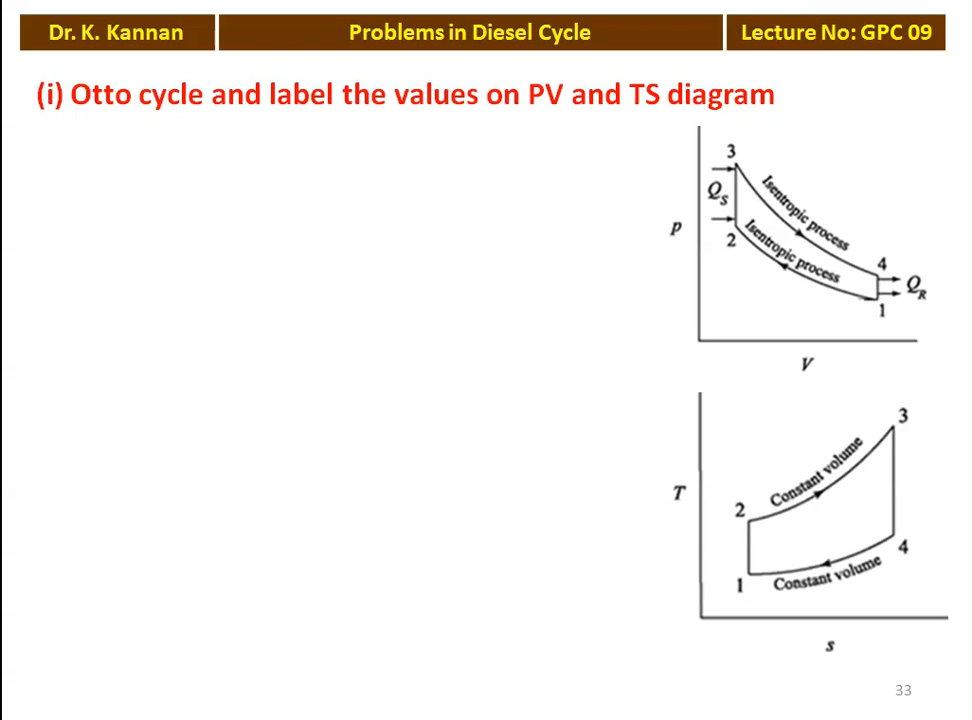 Dr. K. Kannan
Problems in Diesel Cycle
Lecture No: GPC 09
(i) Otto cycle and label the values on PV and TS diagram
3
Isentropic process
QS
p
2
Isentropic process
4
QR
1
V
3
Constant volume
T
2
4
1
Constant volume
s
33